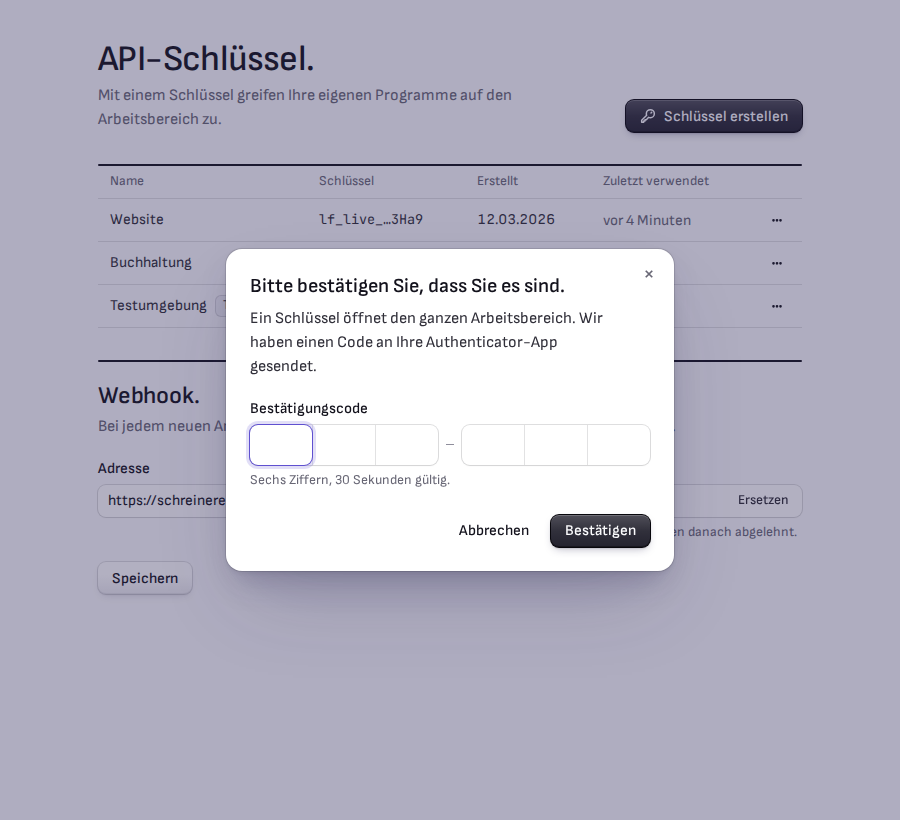 API-Schlüssel.
Mit einem Schlüssel greifen Ihre eigenen Programme auf den
Arbeitsbereich zu.
Schlüssel erstellen
Name Schlüssel Erstellt Zuletzt verwendet
Website lf_live_…3Ha9 12.03.2026 vor 4 Minuten
Buchhaltung
Testumgebung
Bitte bestätigen Sie, dass Sie es sind.
Ein Schlüssel öffnet den ganzen Arbeitsbereich. Wir
haben einen Code an Ihre Authenticator-App
gesendet.
Bestätigungscode
–
Sechs Ziffern, 30 Sekunden gültig.
Abbrechen Bestätigen
Webhook.
Bei jedem neuen
Adresse
https://schreinere Ersetzen
danach abgelehnt.
Speichern